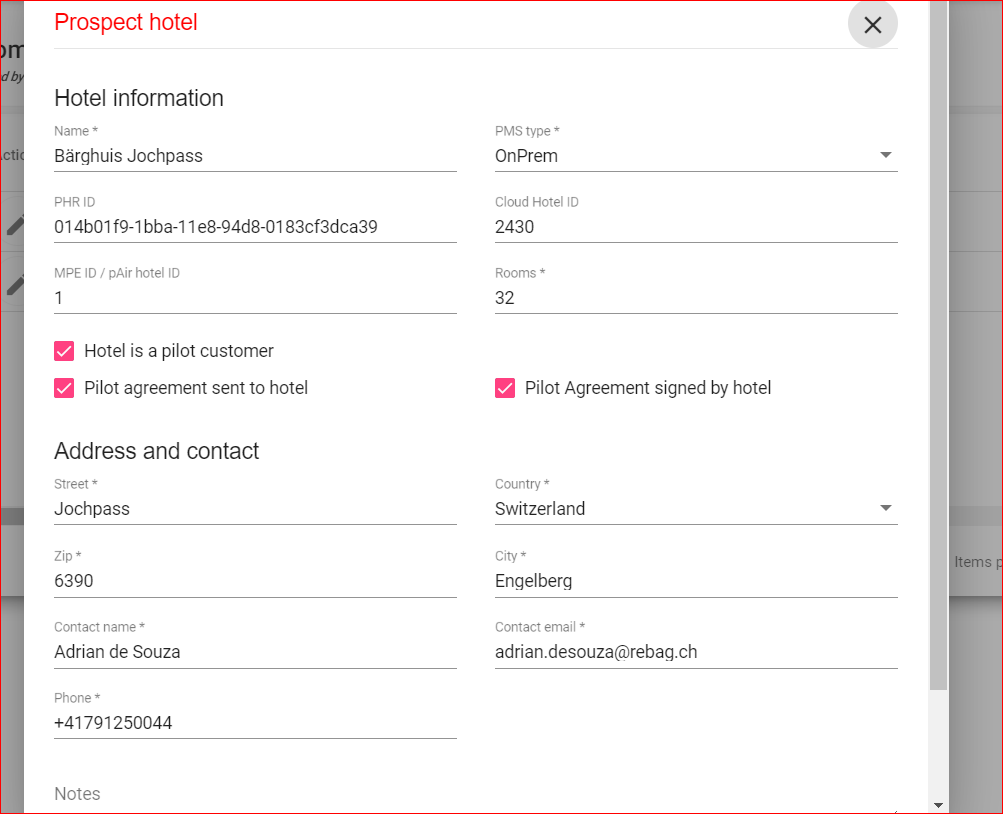 Prospect hotel
Hotel information
Name *
Bärghuis Jochpass
PMS type *
OnPrem
PHR ID
014b01f9-1bba-11e8-94d8-0183cf3dca39
Cloud Hotel ID
2430
MPE ID / pAir hotel ID
1
Rooms *
32
Hotel is a pilot customer
Pilot agreement sent to hotel
Pilot Agreement signed by hotel
Address and contact
Street *
Jochpass
Country *
Switzerland
Zip *
6390
City *
Engelberg
Contact name *
Adrian de Souza
Contact email *
adrian.desouza@rebag.ch
Phone *
+41791250044
Notes
d by
Items p